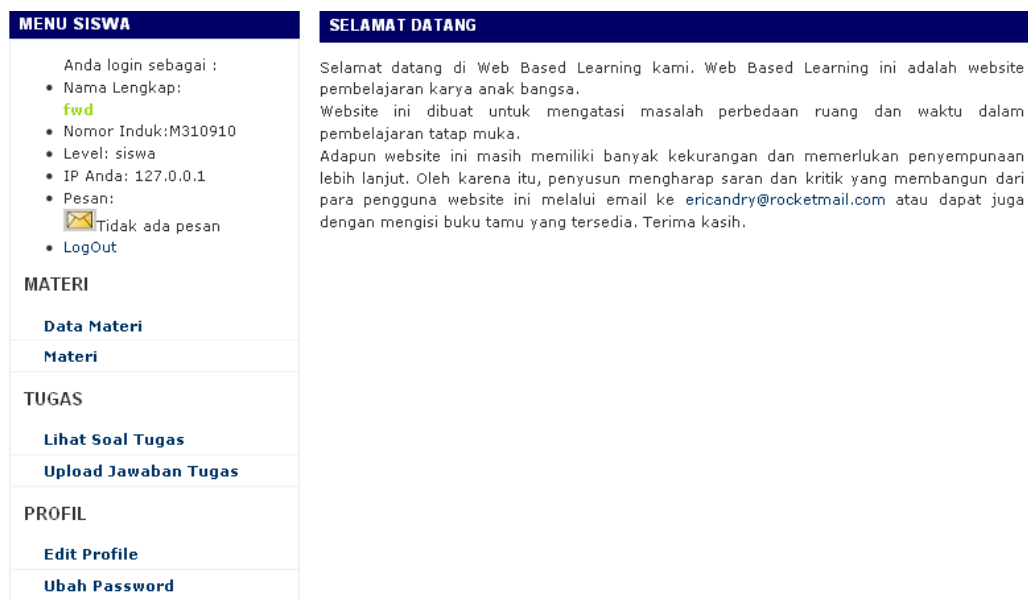 MENU SISWA
Anda login sebagai :
Nama Lengkap:
fwd
Nomor Induk:M310910
Level: siswa
IP Anda: 127.0.0.1
Pesan:
Tidak ada pesan
LogOut
MATERI
Data Materi
Materi
TUGAS
Lihat Soal Tugas
Upload Jawaban Tugas
PROFIL
Edit Profile
Ubah Password
SELAMAT DATANG
Selamat datang di Web Based Learning kami. Web Based Learning ini adalah website
pembelajaran karya anak bangsa.
Website ini dibuat untuk mengatasi masalah perbedaan ruang dan waktu dalam
pembelajaran tatap muka.
Adapun website ini masih memiliki banyak kekurangan dan memerlukan penyempunaan
lebih lanjut. Oleh karena itu, penyusun mengharap saran dan kritik yang membangun dari
para pengguna website ini melalui email ke ericandry@rocketmail.com atau dapat juga
dengan mengisi buku tamu yang tersedia. Terima kasih.